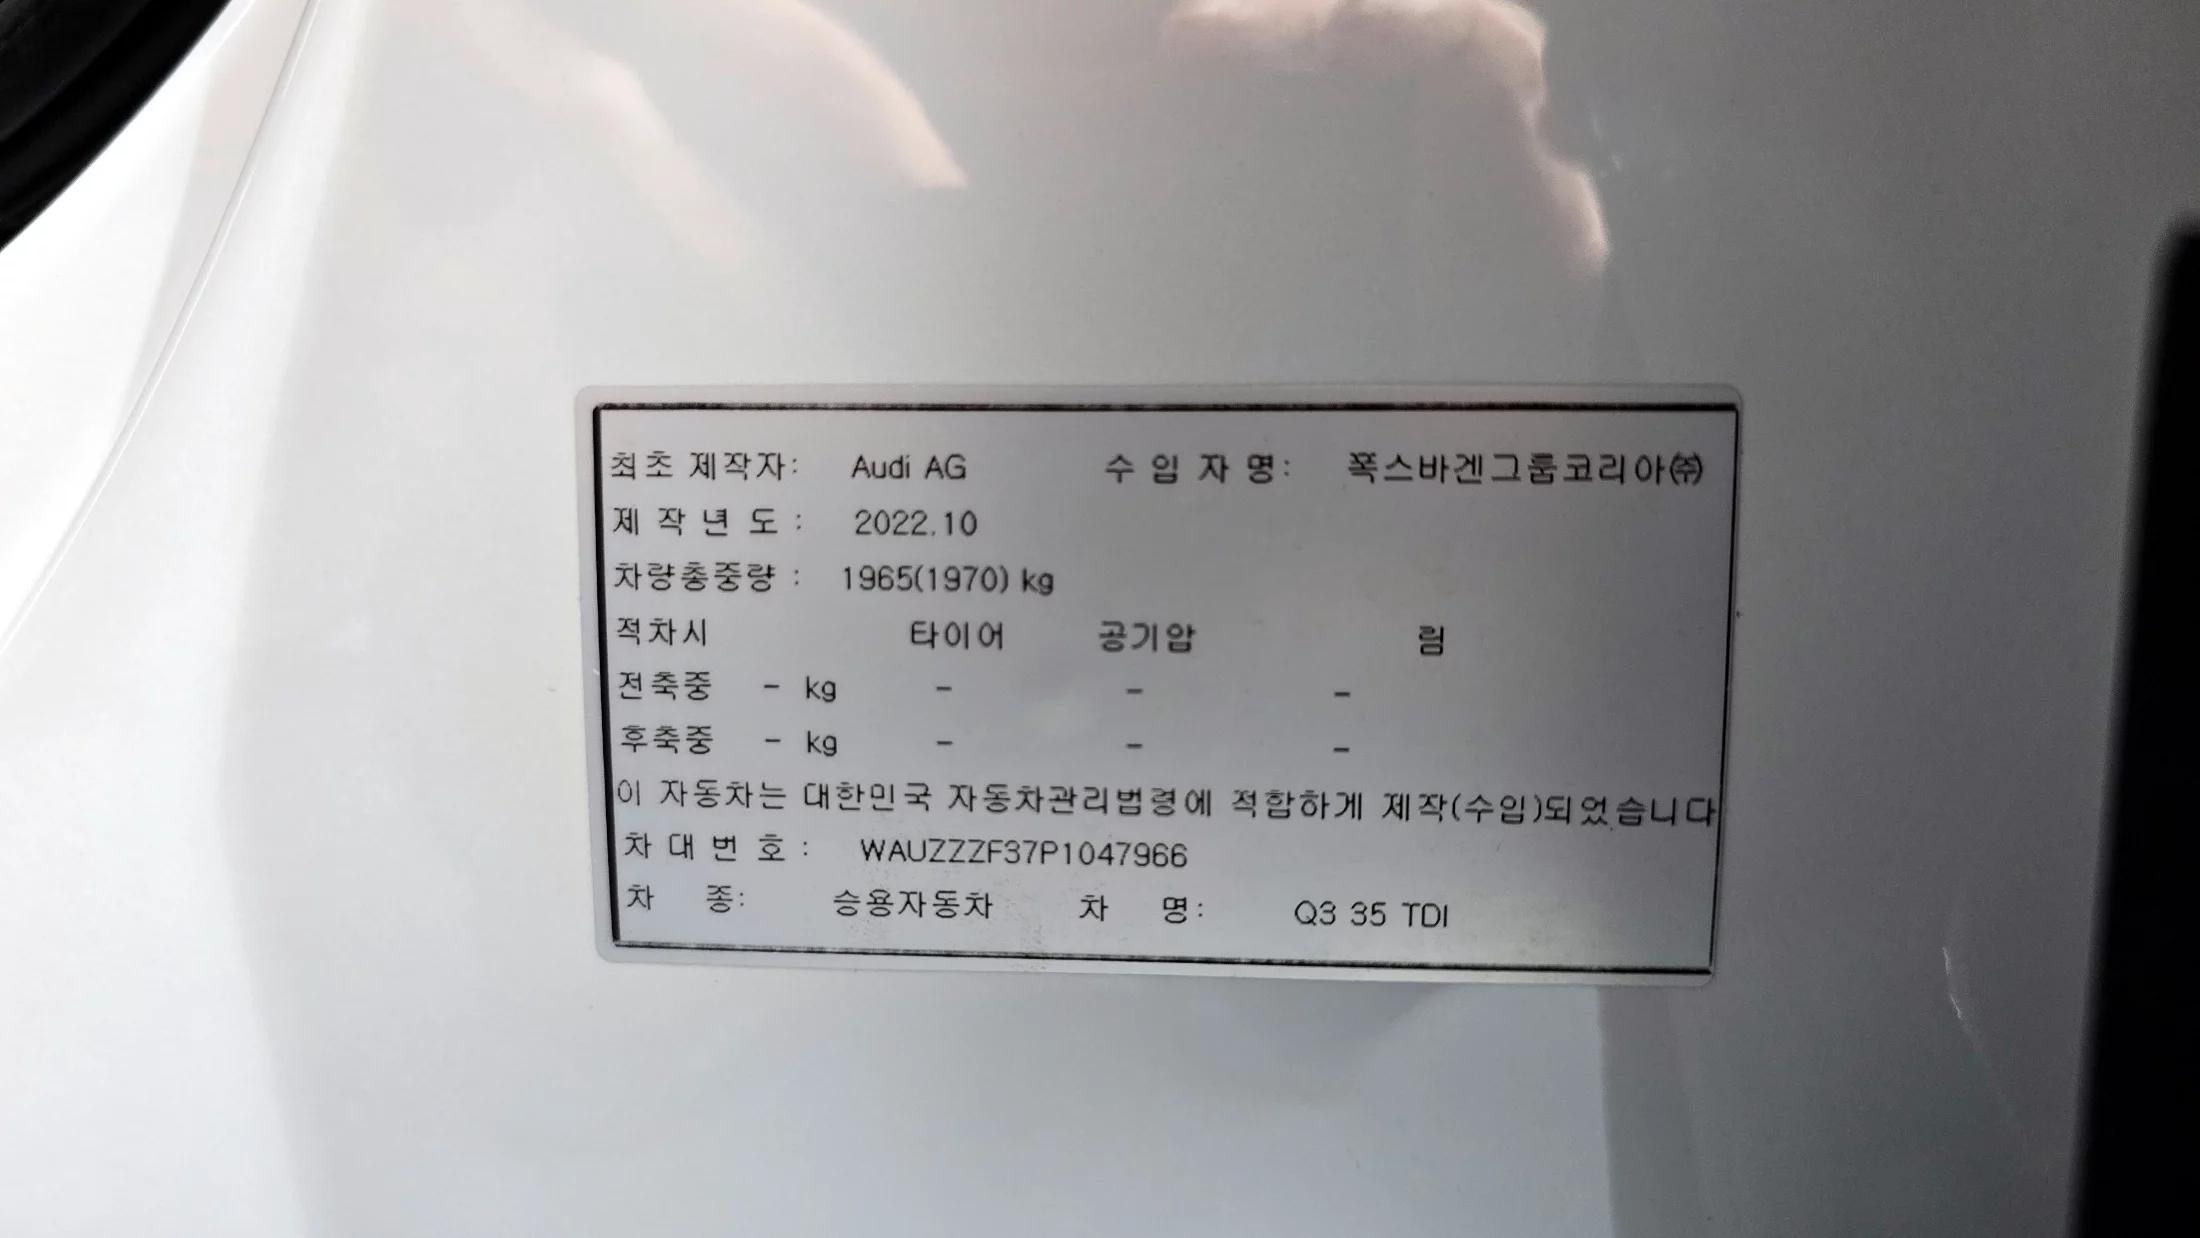 최초 제작자: Audi AG 수 입 자 명: 폭스바겐그룹코리아㈜
제 작 년 도 : 2022.10
차량총중량 : 1965(1970) kg
적차시 타이어 공기압 림
전축중 - kg - - -
후축중 - kg - - -
이 자동차는 대한민국 자동차관리법령에 적합하게 제작(수입)되었습니다
차 대 번 호 : WAUZZZF37P1047966
차 종: 승용자동차 차 명: Q3 35 TDI